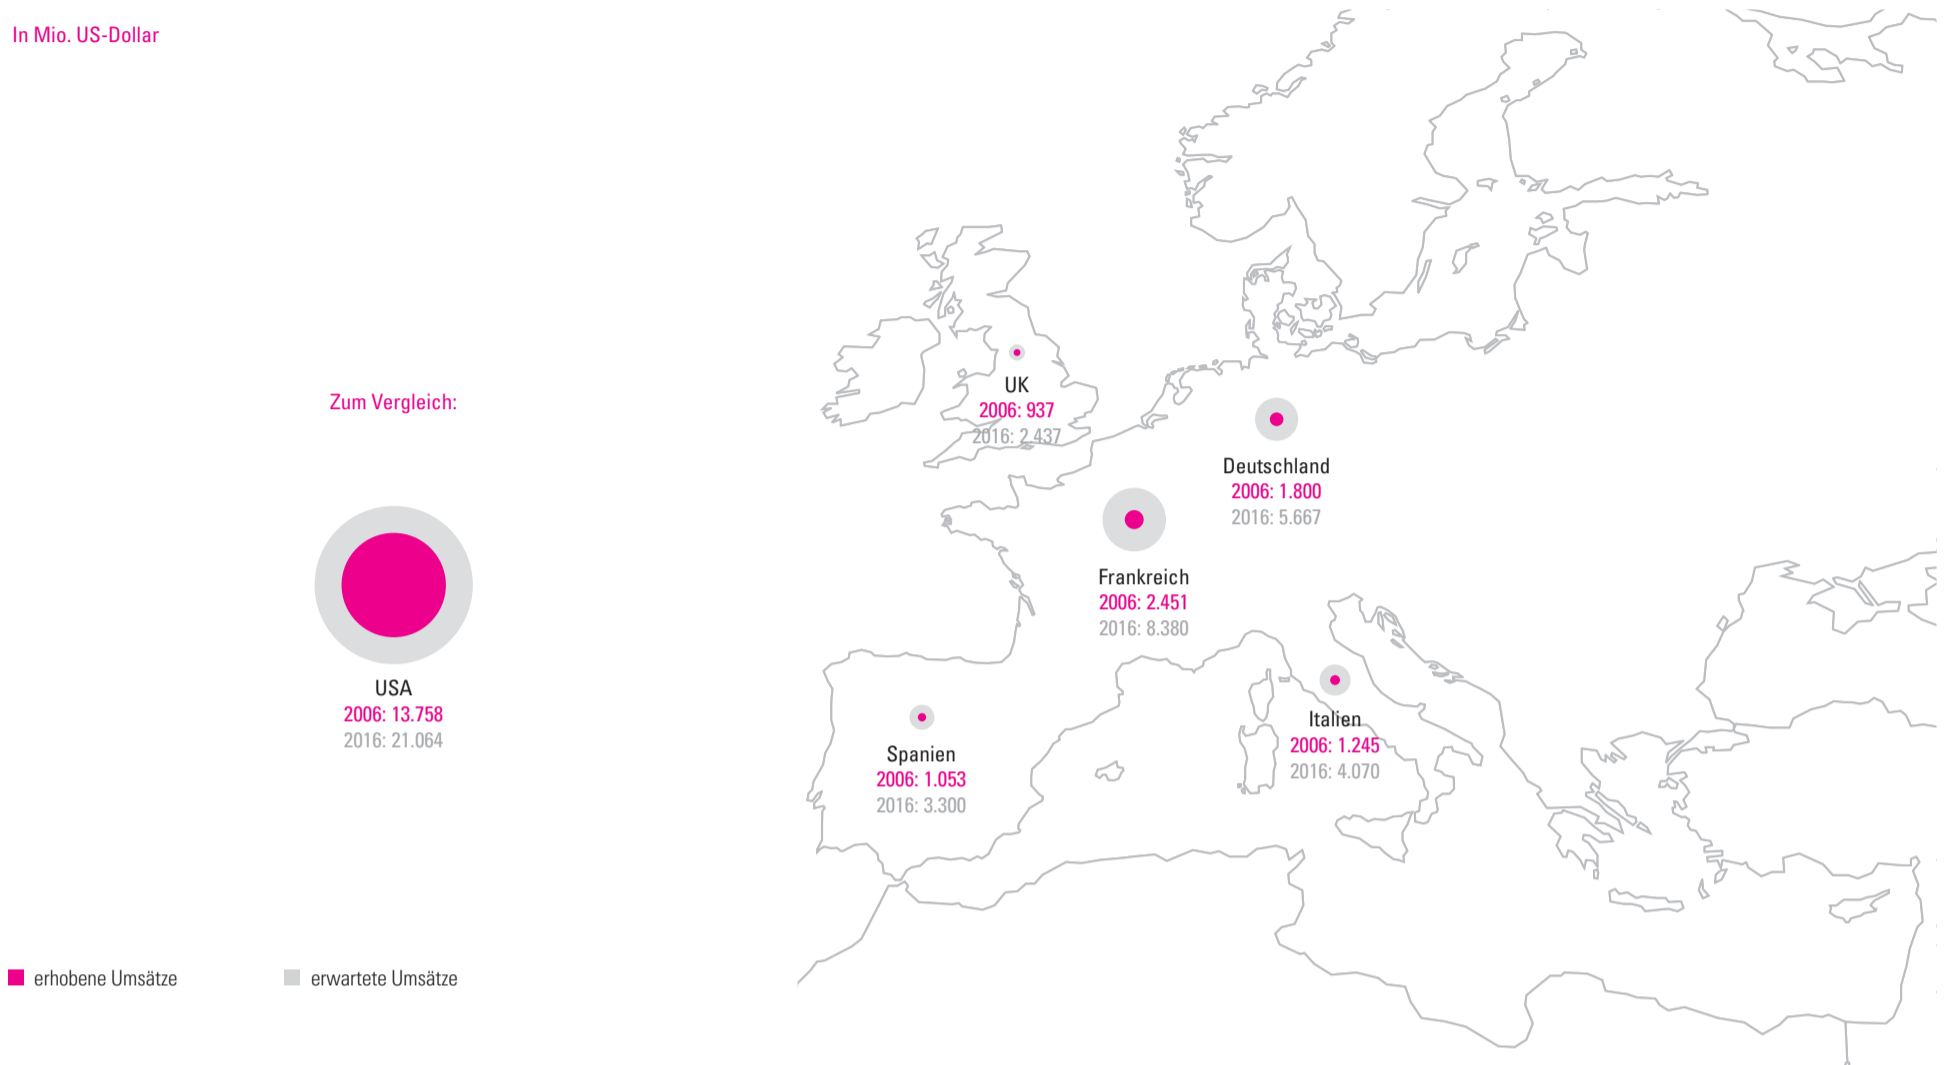 In Mio. US-Dollar
Zum Vergleich:
USA
2006: 13.758
2016: 21.064
UK
2006: 937
2016: 2.437
Deutschland
2006: 1.800
2016: 5.667
Frankreich
2006: 2.451
2016: 8.380
Italien
2006: 1.245
2016: 4.070
Spanien
2006: 1.053
2016: 3.300
erhobene Umsätze
erwartete Umsätze